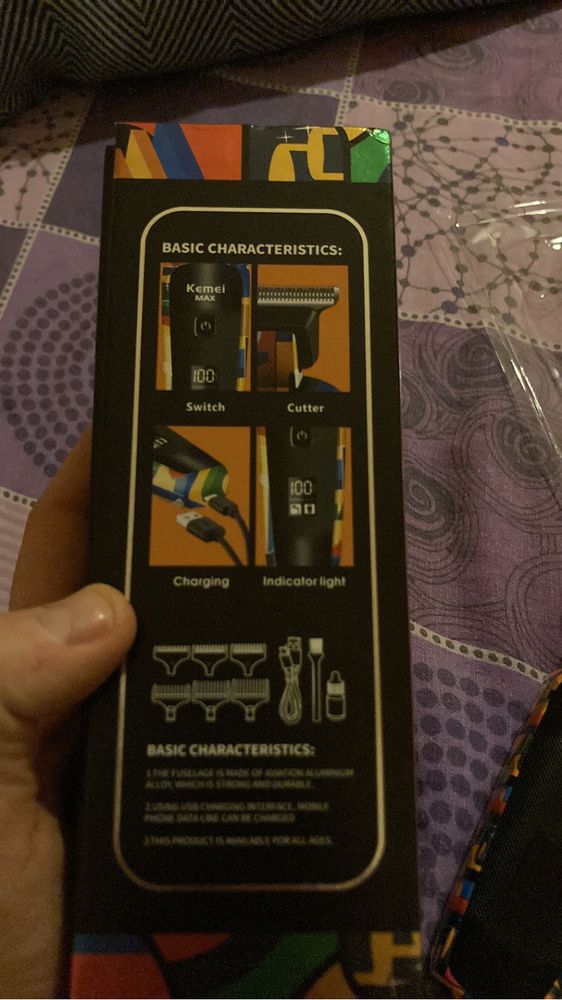 BASIC CHARACTERISTICS:
Kemei
MAX
100
Switch
Cutter
100
Charging
Indicator light
BASIC CHARACTERISTICS:
1.THE FUSELAGE IS MADE OF AVIATION ALUMINIUM
ALLOY, WHICH IS STRONG AND DURABLE.
2.USING USB CHARGING INTERFACE, MOBILE
PHONE DATA LINE CAN BE CHARGED
3.THIS PRODUCT IS AVAILABLE FOR ALL AGES.